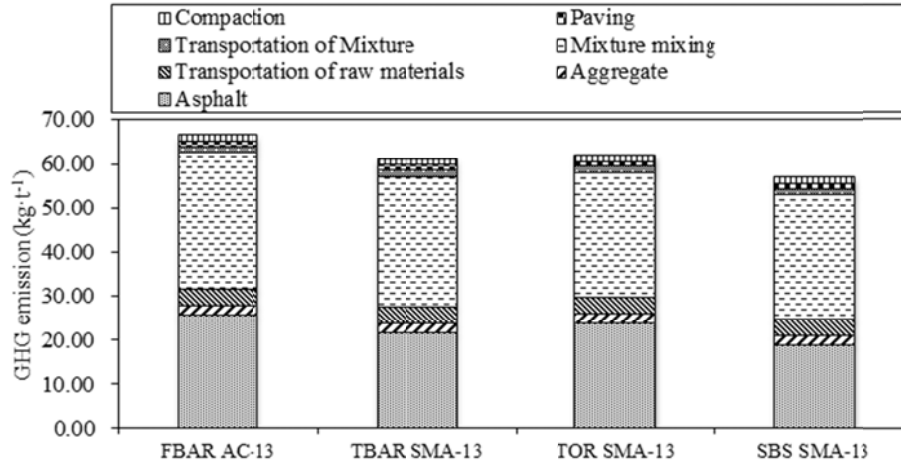 Compaction
Paving
Transportation of Mixture
Mixture mixing
Transportation of raw materials
Aggregate
Asphalt
GHG emission (kg·t⁻¹)
70.00
60.00
50.00
40.00
30.00
20.00
10.00
0.00
FBAR AC-13
TBAR SMA-13
TOR SMA-13
SBS SMA-13